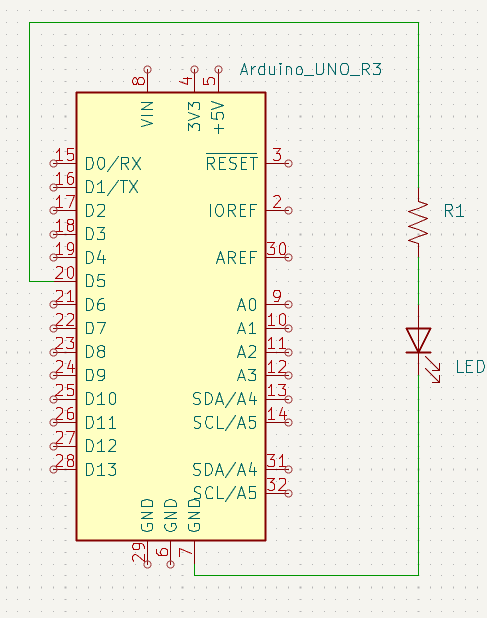 Arduino_UNO_R3
8 4 5
VIN 3V3 +5V
15 D0/RX RESET 3
16 D1/TX
17 D2 IOREF 2
R1
18 D3
19 D4 AREF 30
20 D5
21 D6 A0 9
22 D7 A1 10
23 D8 A2 11
LED
24 D9 A3 12
25 D10 SDA/A4 13
26 D11 SCL/A5 14
27 D12
28 D13 SDA/A4 31
SCL/A5 32
GND GND GND
29 6 7